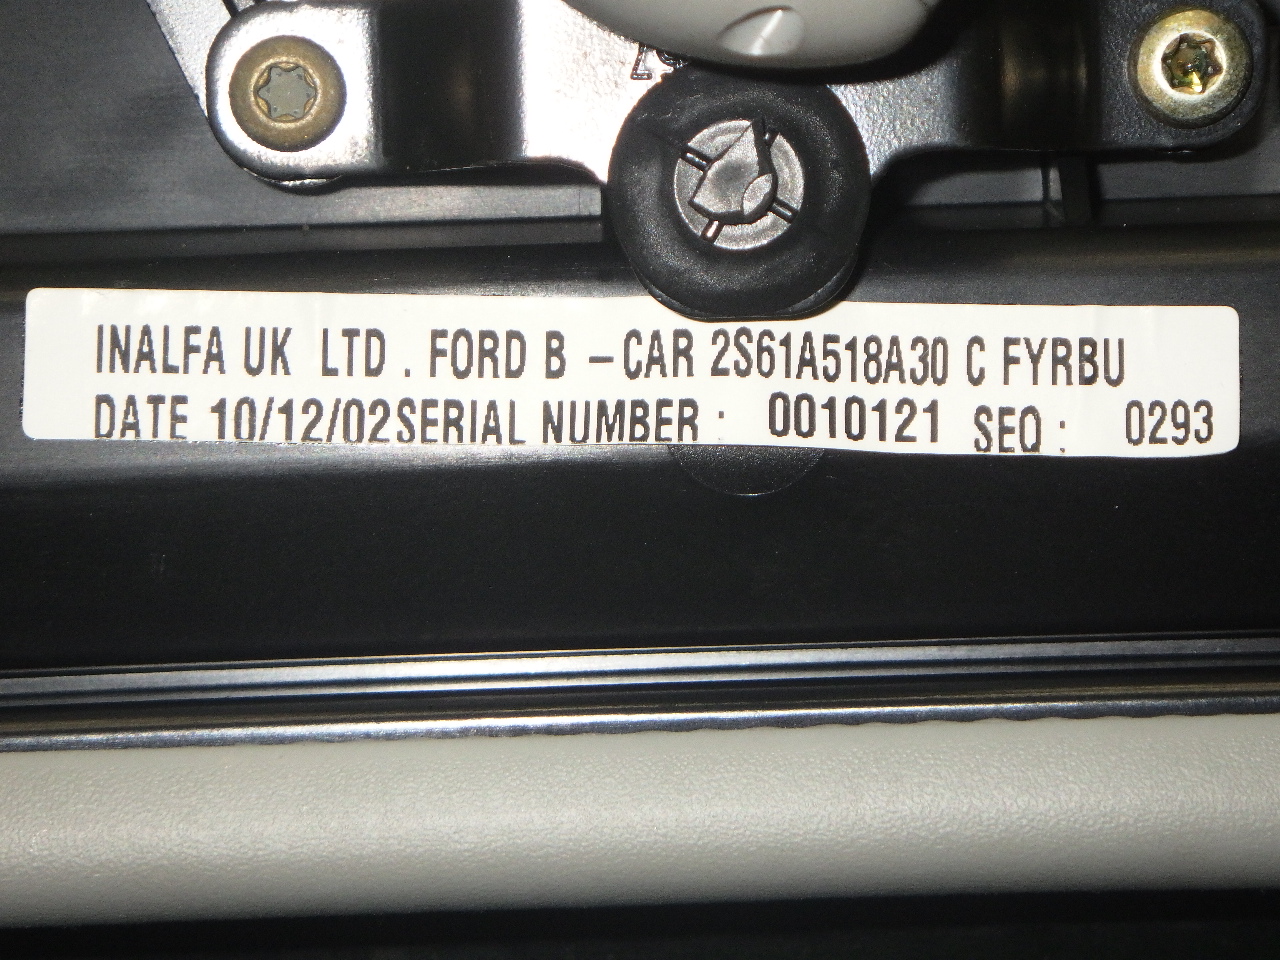 INALFA UK LTD . FORD B -CAR 2S61A518A30 C FYRBU
DATE 10/12/02SERIAL NUMBER : 0010121 SEQ : 0293